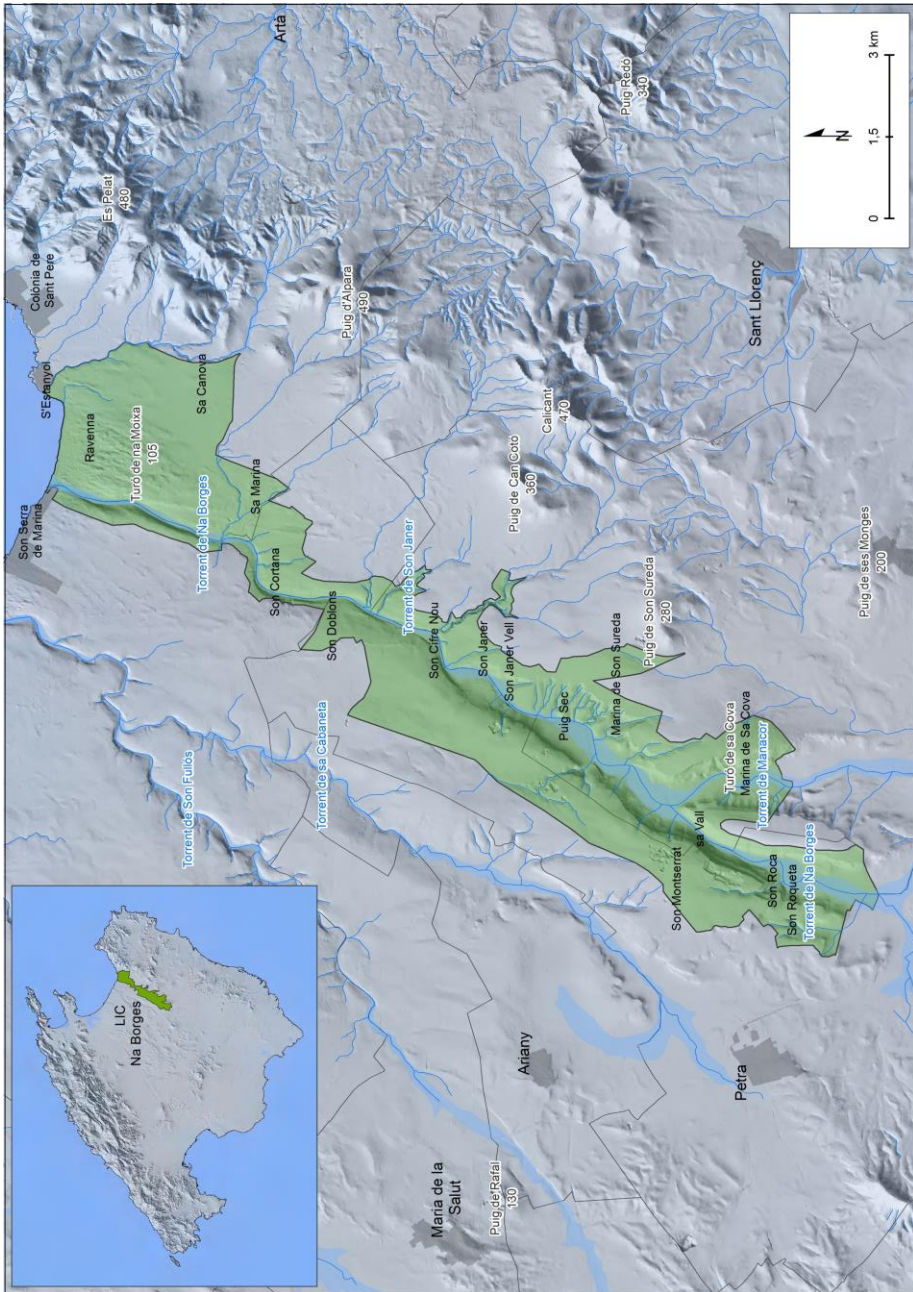 LIC
Na Borges
Son Serra
de Marina
S'Estanyol
Colònia de
Sant Pere
Ravenna
Es Pelat
480
Turó de na Moixa
105
Torrent de Son Fullós
Torrent de Na Borges
Sa Canova
Sa Marina
Son Cortana
Artà
Torrent de sa Cabaneta
Son Doblons
Puig d'Alpara
490
Torrent de Son Janer
Son Cifre Nou
Maria de la
Salut
Son Janer
Puig de Rafal
130
Son Janer Vell
Puig de Can Cotó
360
Ariany
Calicant
470
Puig Sec
Marina de Son Sureda
Puig Redó
340
Puig de Son Sureda
280
Son Montserrat
sa Vall
Turó de sa Cova
Petra
Marina de Sa Cova
Sant Llorenç
Torrent de Manacor
Son Roca
Son Roqueta
Torrent de Na Borges
Puig de ses Monges
200
N
0 1,5 3 km